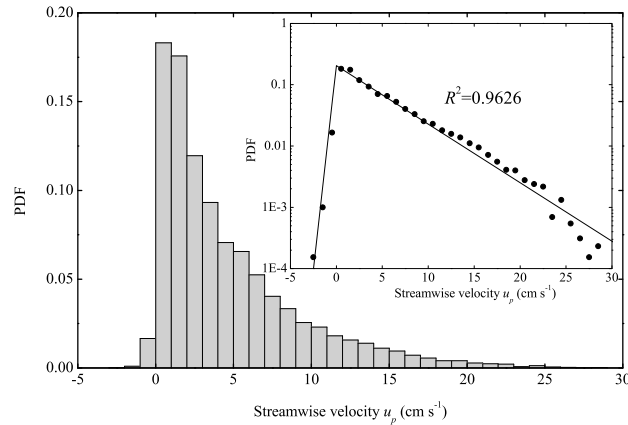 0.20
0.15
0.10
0.05
0.00
PDF
-5 0 5 10 15 20 25 30
Streamwise velocity u_p (cm s⁻¹)
1
0.1
0.01
1E-3
1E-4
PDF
R²=0.9626
-5 0 5 10 15 20 25 30
Streamwise velocity u_p (cm s⁻¹)